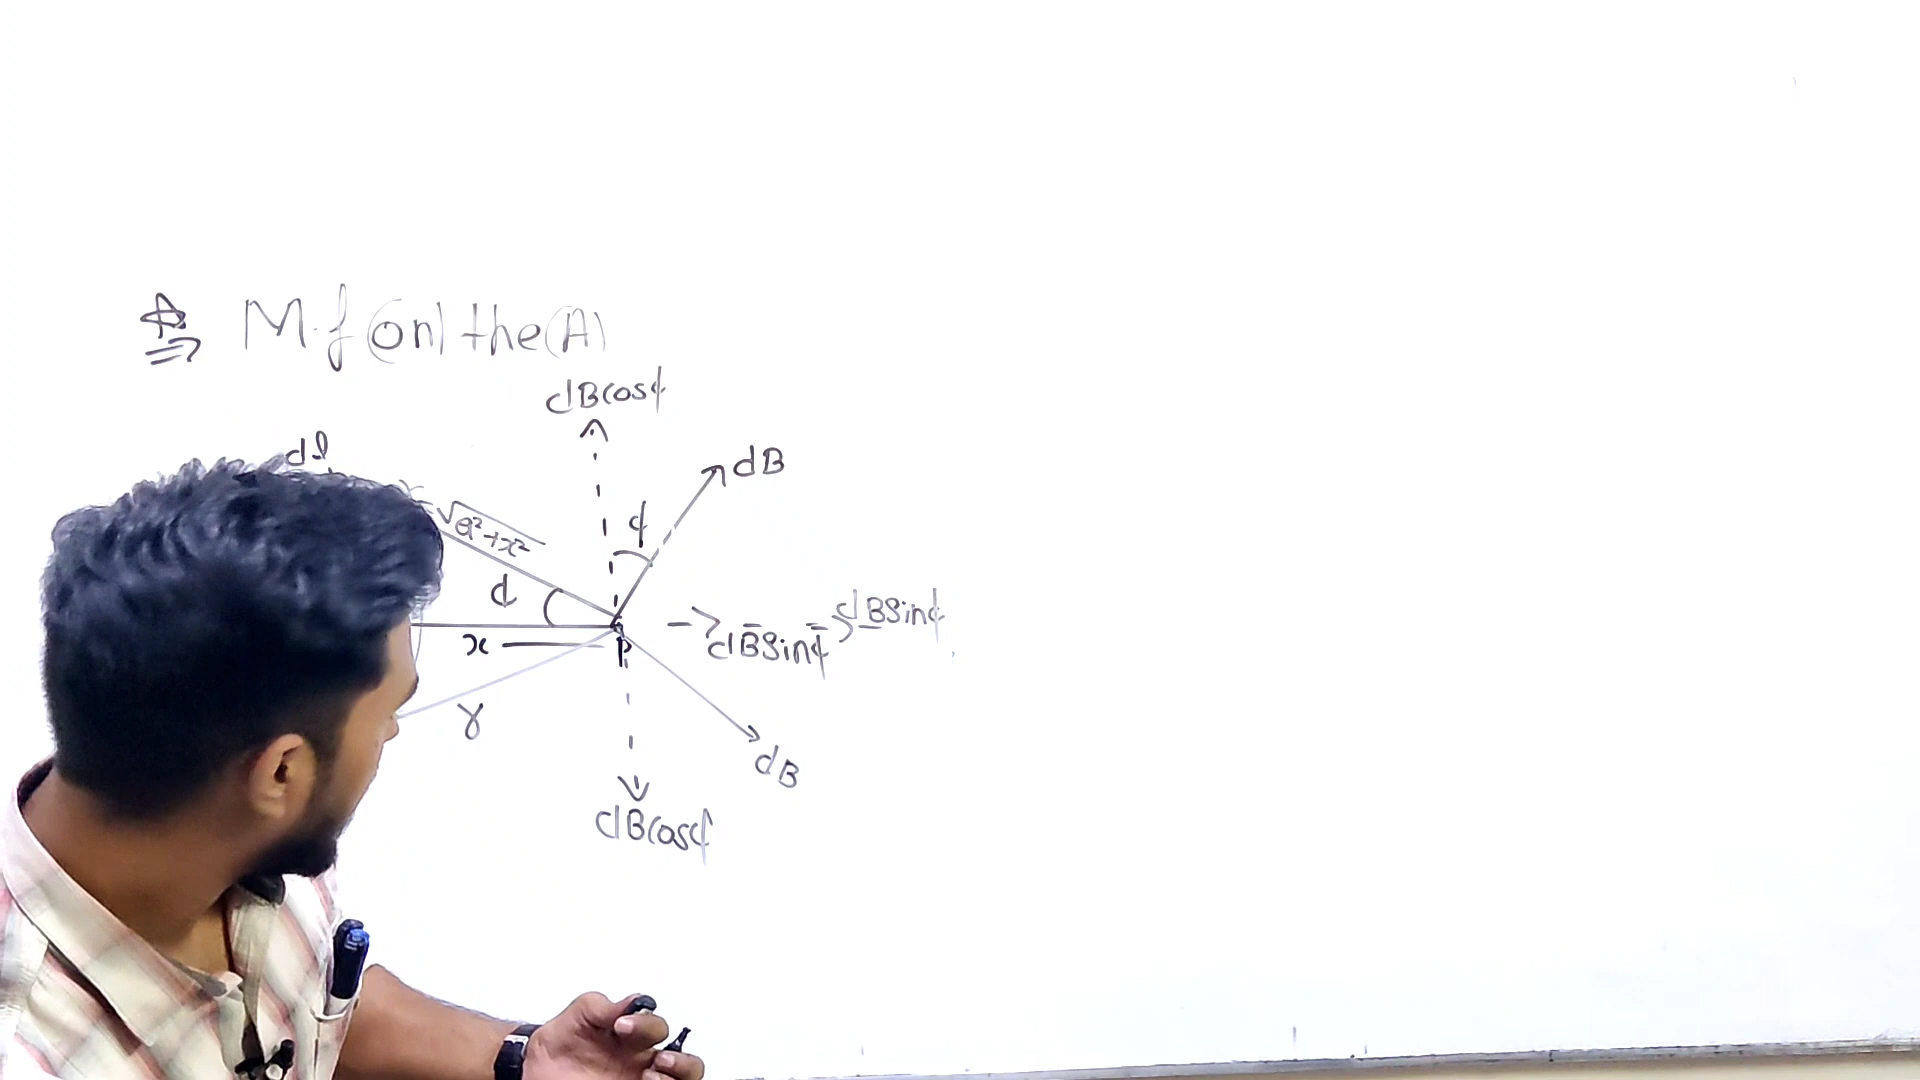 M.f (on) the (A)
dBcosϕ
dl
dB
r = √a²+x²
ϕ
ϕ
dBsinϕ
dBsinϕ
x
P
r
dB
dBcosϕ